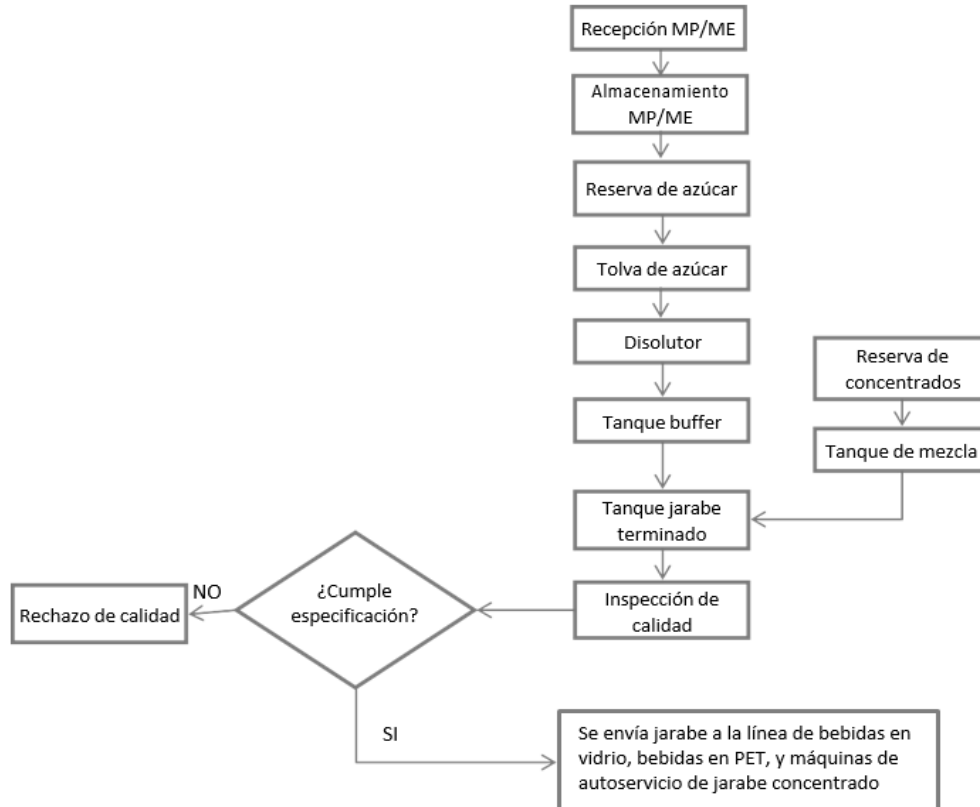 Recepción MP/ME
Almacenamiento
MP/ME
Reserva de azúcar
Tolva de azúcar
Disolutor
Reserva de
concentrados
Tanque buffer
Tanque de mezcla
Tanque jarabe
terminado
Inspección de
calidad
¿Cumple
especificación?
NO
Rechazo de calidad
SI
Se envía jarabe a la línea de bebidas en
vidrio, bebidas en PET, y máquinas de
autoservicio de jarabe concentrado